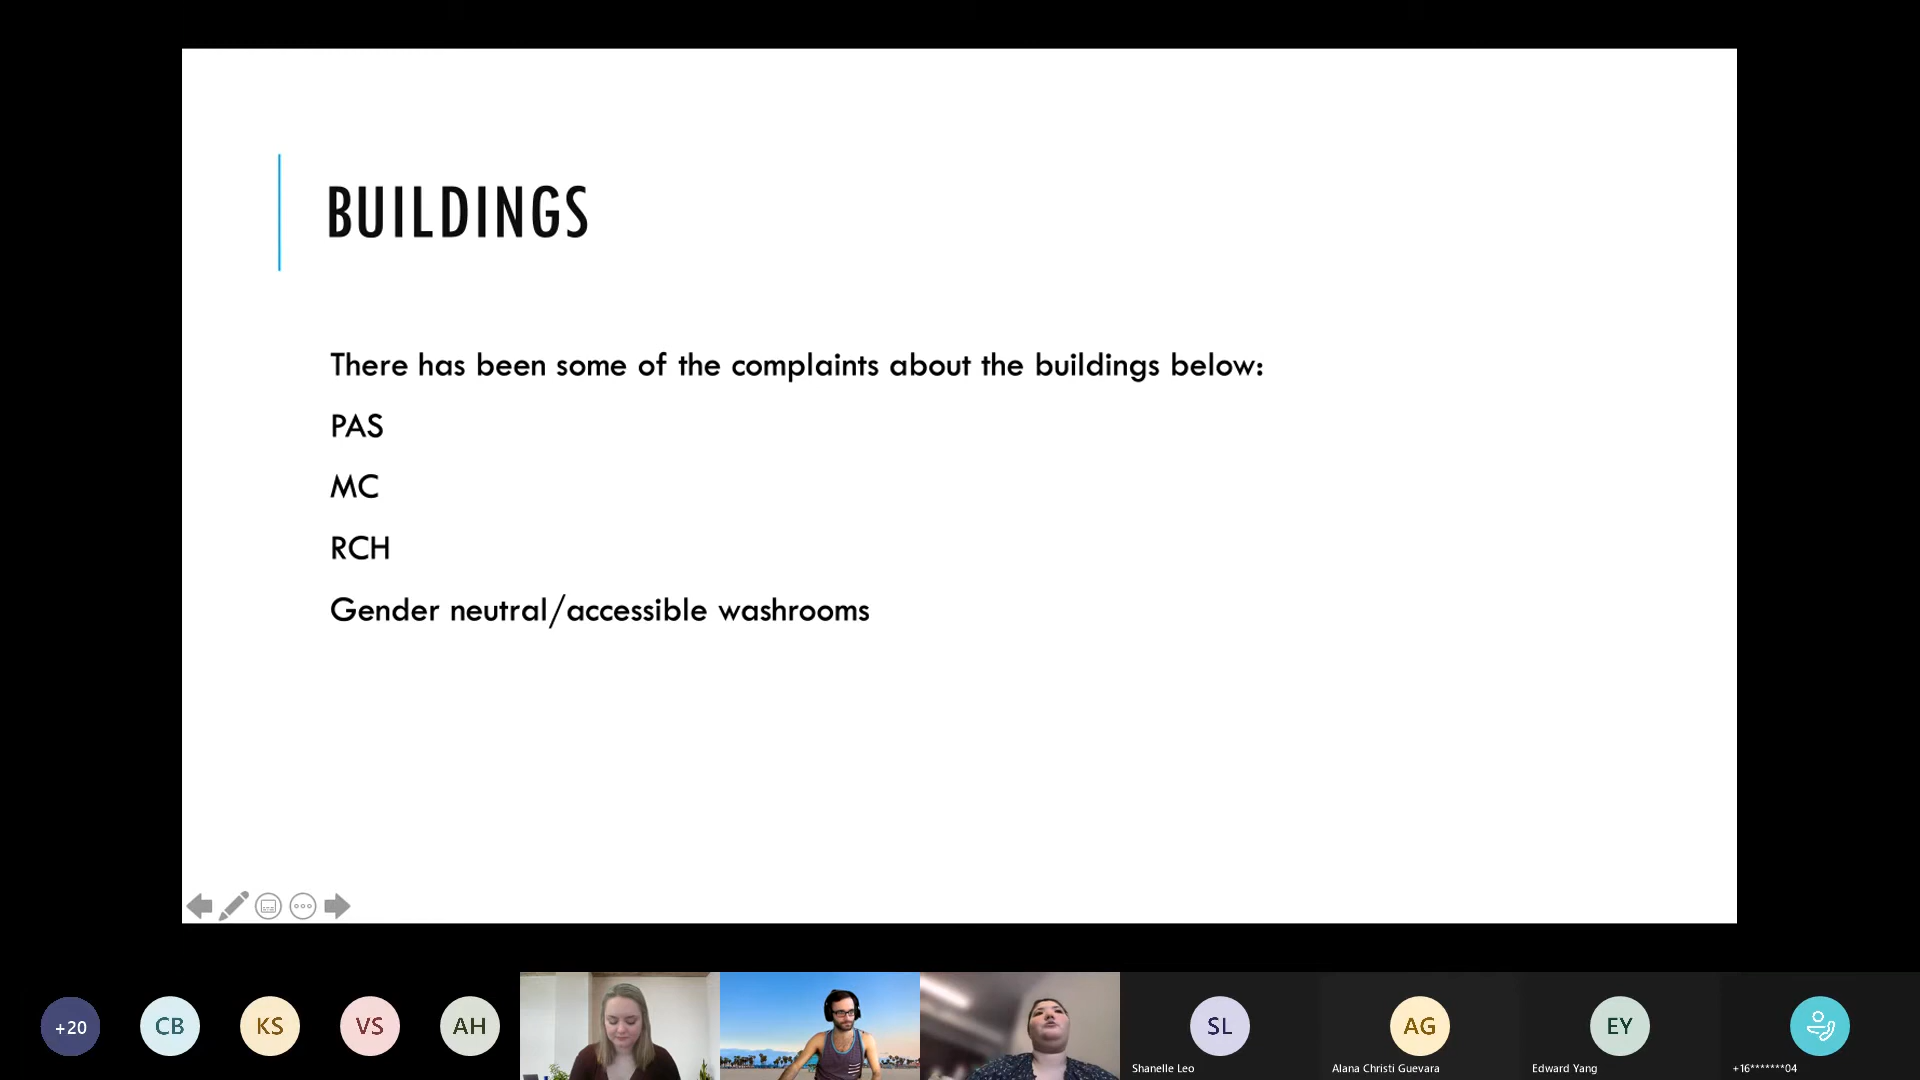 BUILDINGS
There has been some of the complaints about the buildings below:
PAS
MC
RCH
Gender neutral/accessible washrooms
+20
CB
KS
VS
AH
SL
AG
EY
Shanelle Leo
Alana Christi Guevara
Edward Yang
+16*******04